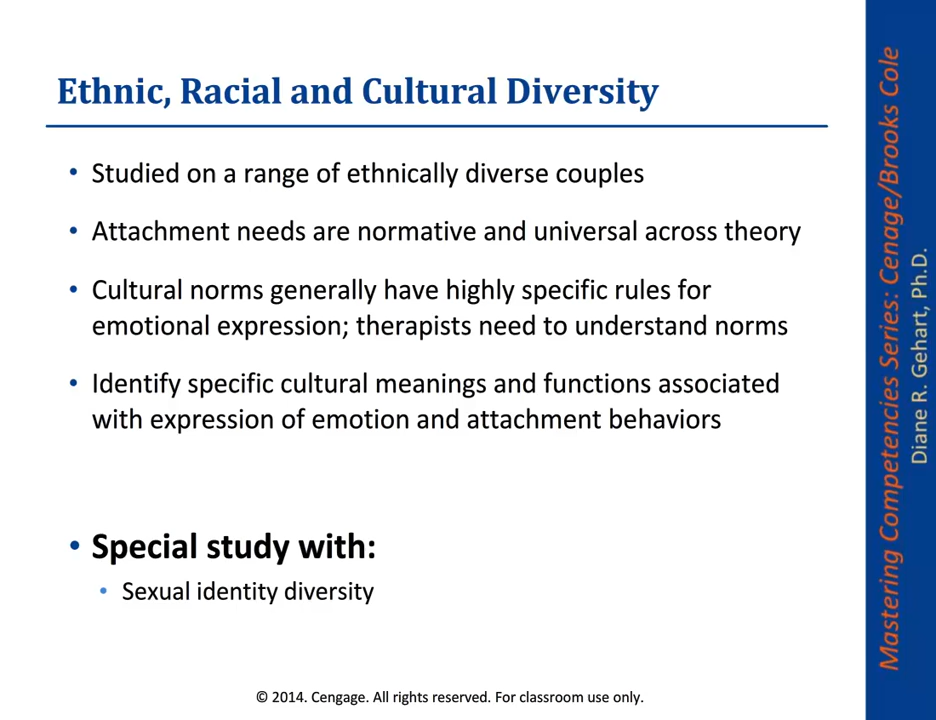 Ethnic, Racial and Cultural Diversity
• Studied on a range of ethnically diverse couples
• Attachment needs are normative and universal across theory
• Cultural norms generally have highly specific rules for
emotional expression; therapists need to understand norms
• Identify specific cultural meanings and functions associated
with expression of emotion and attachment behaviors
• Special study with:
• Sexual identity diversity
© 2014. Cengage. All rights reserved. For classroom use only.
Mastering Competencies Series: Cenage/Brooks Cole
Diane R. Gehart, Ph.D.